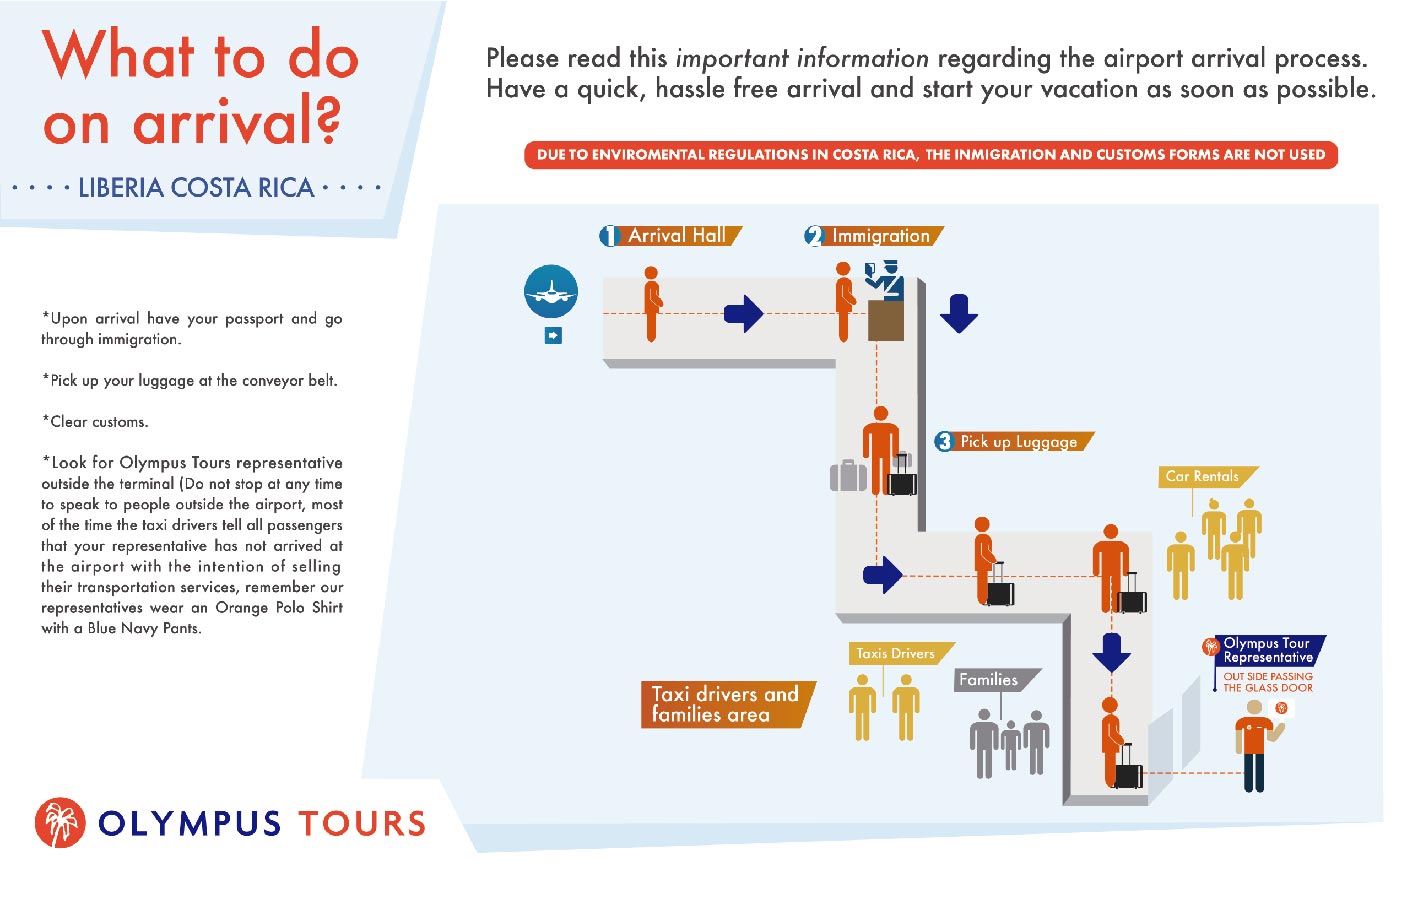 What to do
on arrival?
···· LIBERIA COSTA RICA ····
Please read this important information regarding the airport arrival process.
Have a quick, hassle free arrival and start your vacation as soon as possible.
DUE TO ENVIROMENTAL REGULATIONS IN COSTA RICA, THE INMIGRATION AND CUSTOMS FORMS ARE NOT USED
*Upon arrival have your passport and go
through immigration.
*Pick up your luggage at the conveyor belt.
*Clear customs.
*Look for Olympus Tours representative
outside the terminal (Do not stop at any time
to speak to people outside the airport, most
of the time the taxi drivers tell all passengers
that your representative has not arrived at
the airport with the intention of selling
their transportation services, remember our
representatives wear an Orange Polo Shirt
with a Blue Navy Pants.
1 Arrival Hall
2 Immigration
3 Pick up Luggage
Car Rentals
Taxis Drivers
Families
Taxi drivers and
families area
Olympus Tour
Representative
OUT SIDE PASSING
THE GLASS DOOR
OLYMPUS TOURS